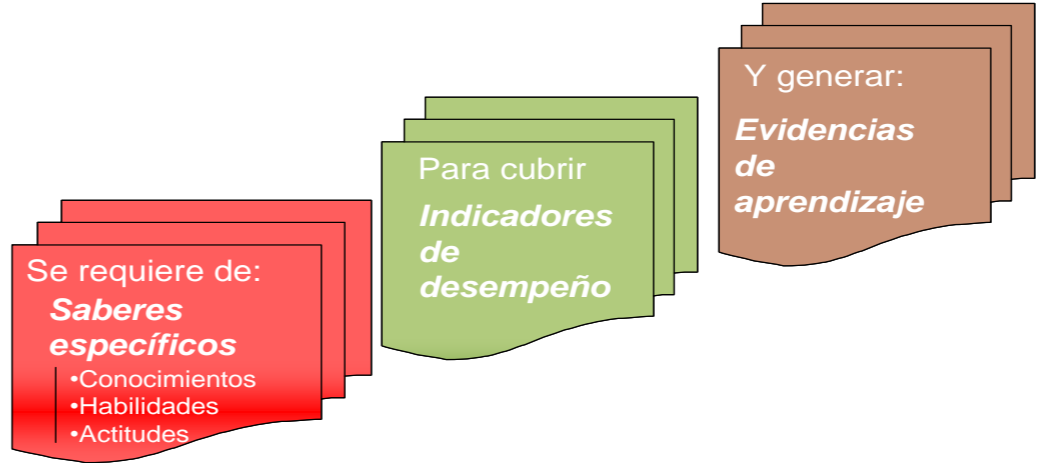 Se requiere de:
Saberes
específicos
•Conocimientos
•Habilidades
•Actitudes
Para cubrir
Indicadores
de
desempeño
Y generar:
Evidencias
de
aprendizaje